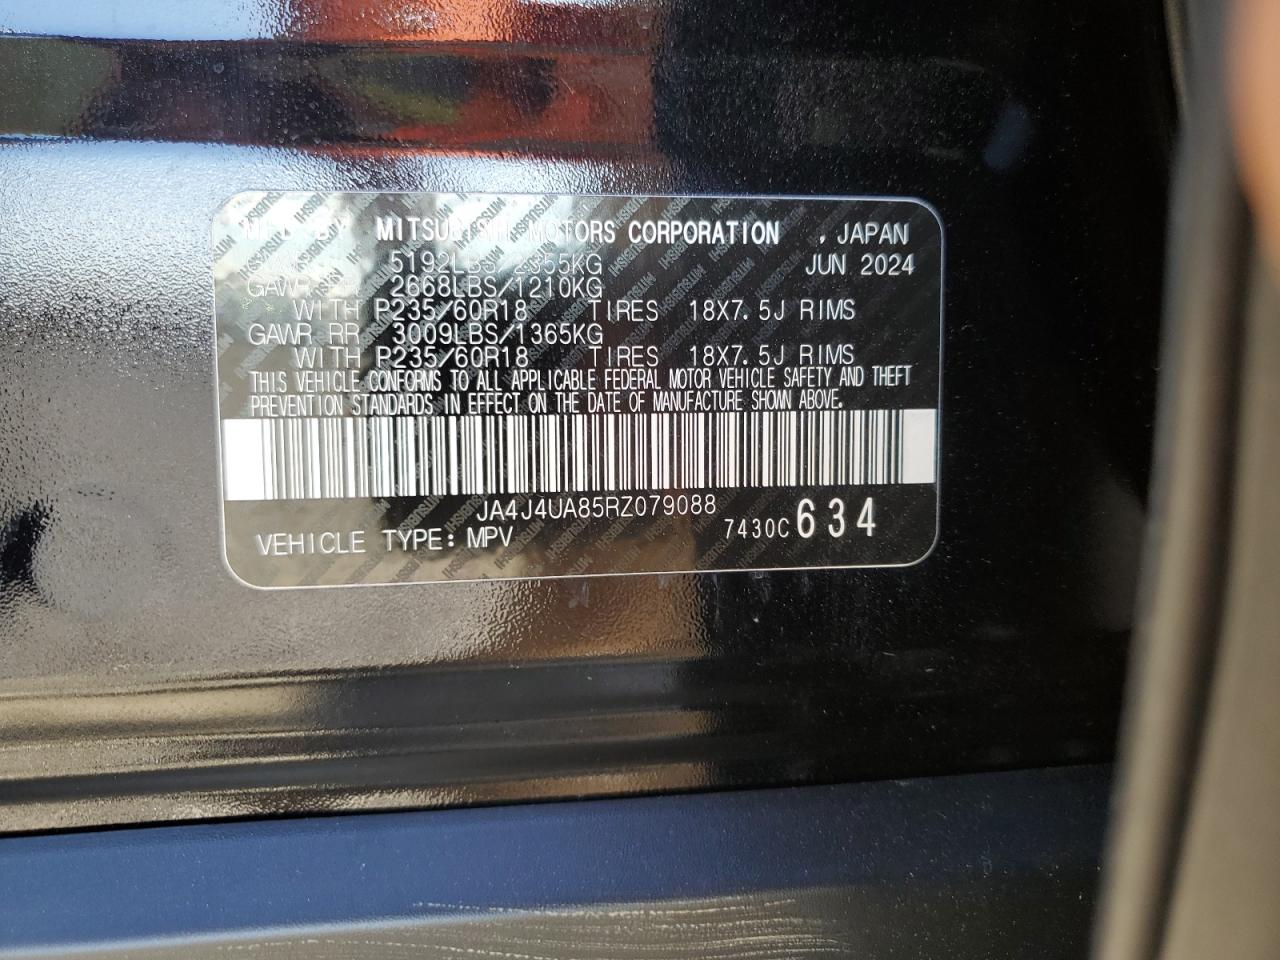 MFD BY MITSUBISHI MOTORS CORPORATION , JAPAN
5192LBS/2355KG JUN 2024
GAWR 2668LBS/1210KG
WITH P235/60R18 TIRES 18X7.5J RIMS
GAWR RR 3009LBS/1365KG
WITH P235/60R18 TIRES 18X7.5J RIMS
THIS VEHICLE CONFORMS TO ALL APPLICABLE FEDERAL MOTOR VEHICLE SAFETY AND THEFT
PREVENTION STANDARDS IN EFFECT ON THE DATE OF MANUFACTURE SHOWN ABOVE.
JA4J4UA85RZ079088
VEHICLE TYPE: MPV 7430C 634